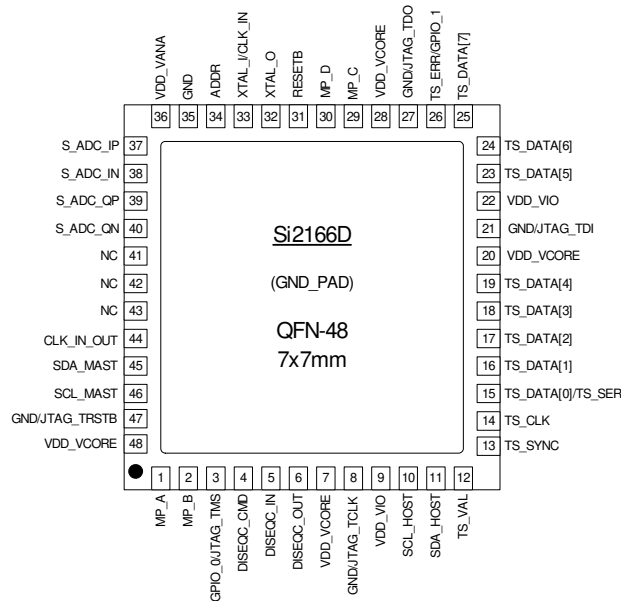 VDD_VANA
GND
ADDR
XTAL_I/CLK_IN
XTAL_O
RESETB
MP_D
MP_C
VDD_VCORE
GND/JTAG_TDO
TS_ERR/GPIO_1
TS_DATA[7]
36 35 34 33 32 31 30 29 28 27 26 25
S_ADC_IP 37
S_ADC_IN 38
S_ADC_QP 39
S_ADC_QN 40
NC 41
NC 42
NC 43
CLK_IN_OUT 44
SDA_MAST 45
SCL_MAST 46
GND/JTAG_TRSTB 47
VDD_VCORE 48
Si2166D
(GND_PAD)
QFN-48
7x7mm
24 TS_DATA[6]
23 TS_DATA[5]
22 VDD_VIO
21 GND/JTAG_TDI
20 VDD_VCORE
19 TS_DATA[4]
18 TS_DATA[3]
17 TS_DATA[2]
16 TS_DATA[1]
15 TS_DATA[0]/TS_SER
14 TS_CLK
13 TS_SYNC
1 2 3 4 5 6 7 8 9 10 11 12
MP_A
MP_B
GPIO_0/JTAG_TMS
DISEQC_CMD
DISEQC_IN
DISEQC_OUT
VDD_VCORE
GND/JTAG_TCLK
VDD_VIO
SCL_HOST
SDA_HOST
TS_VAL